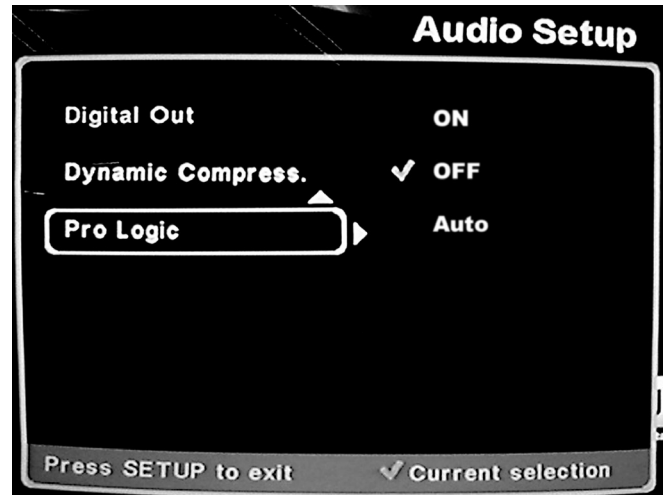 Audio Setup
Digital Out ON
Dynamic Compress. ✓ OFF
Pro Logic Auto
Press SETUP to exit ✓ Current selection